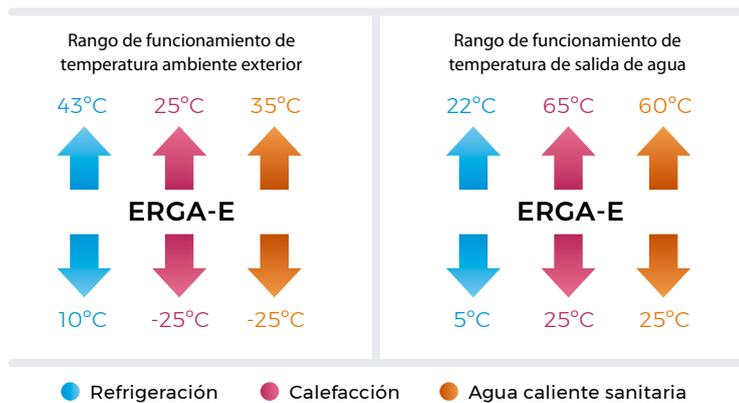 Rango de funcionamiento de
temperatura ambiente exterior
43°C 25°C 35°C
ERGA-E
10°C -25°C -25°C
Rango de funcionamiento de
temperatura de salida de agua
22°C 65°C 60°C
ERGA-E
5°C 25°C 25°C
Refrigeración Calefacción Agua caliente sanitaria